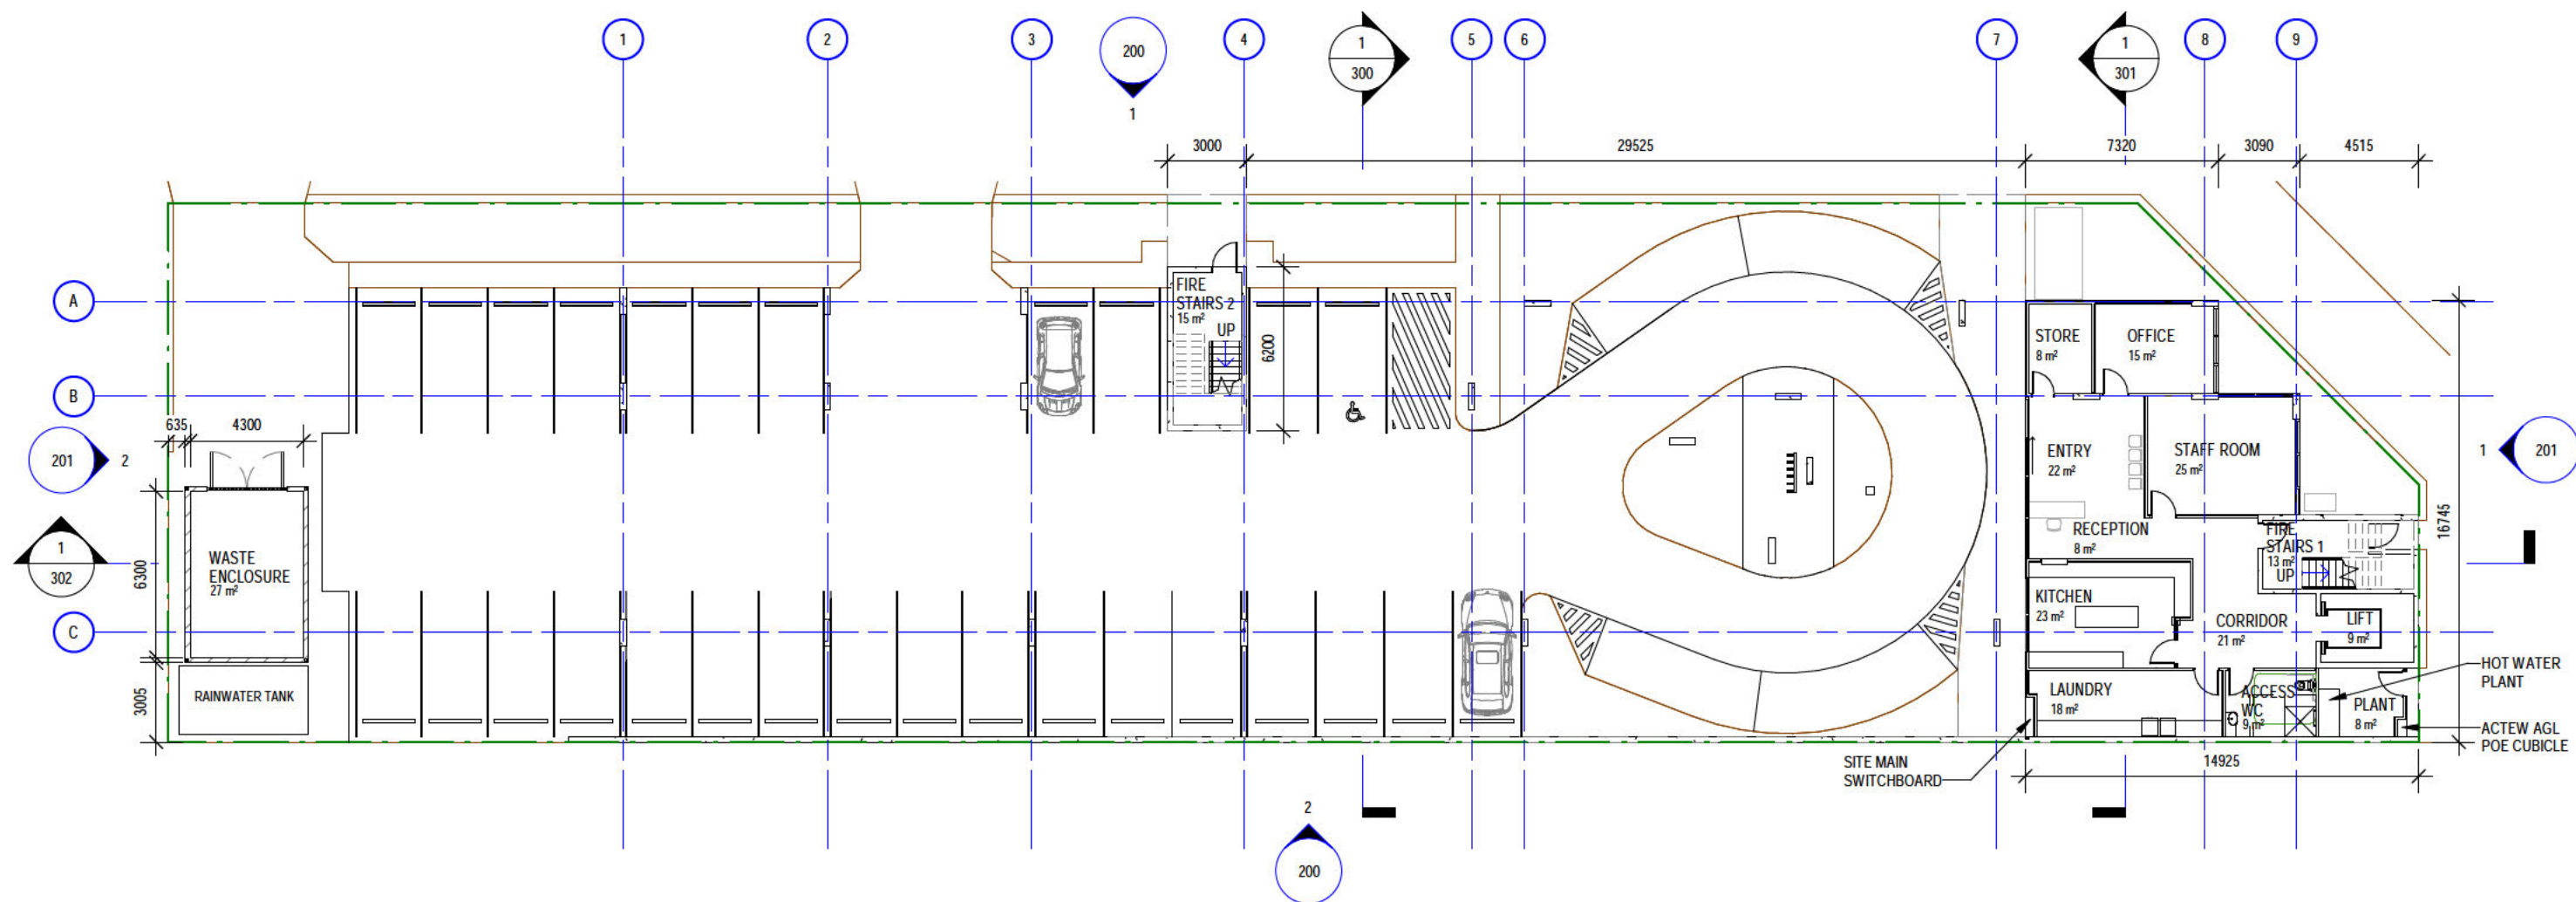 1
2
3
200
1
4
1
300
5
6
7
1
301
8
9
3000
29525
7320
3090
4515
A
B
C
FIRE
STAIRS 2
15 m²
UP
6200
STORE
8 m²
OFFICE
15 m²
635
4300
201
2
ENTRY
22 m²
STAFF ROOM
25 m²
1
201
16745
RECEPTION
8 m²
FIRE
STAIRS 1
13 m²
UP
1
302
6300
WASTE
ENCLOSURE
27 m²
KITCHEN
23 m²
CORRIDOR
21 m²
LIFT
9 m²
HOT WATER
PLANT
3005
RAINWATER TANK
LAUNDRY
18 m²
ACCESS
WC
9 m²
PLANT
8 m²
ACTEW AGL
POE CUBICLE
SITE MAIN
SWITCHBOARD
14925
2
200